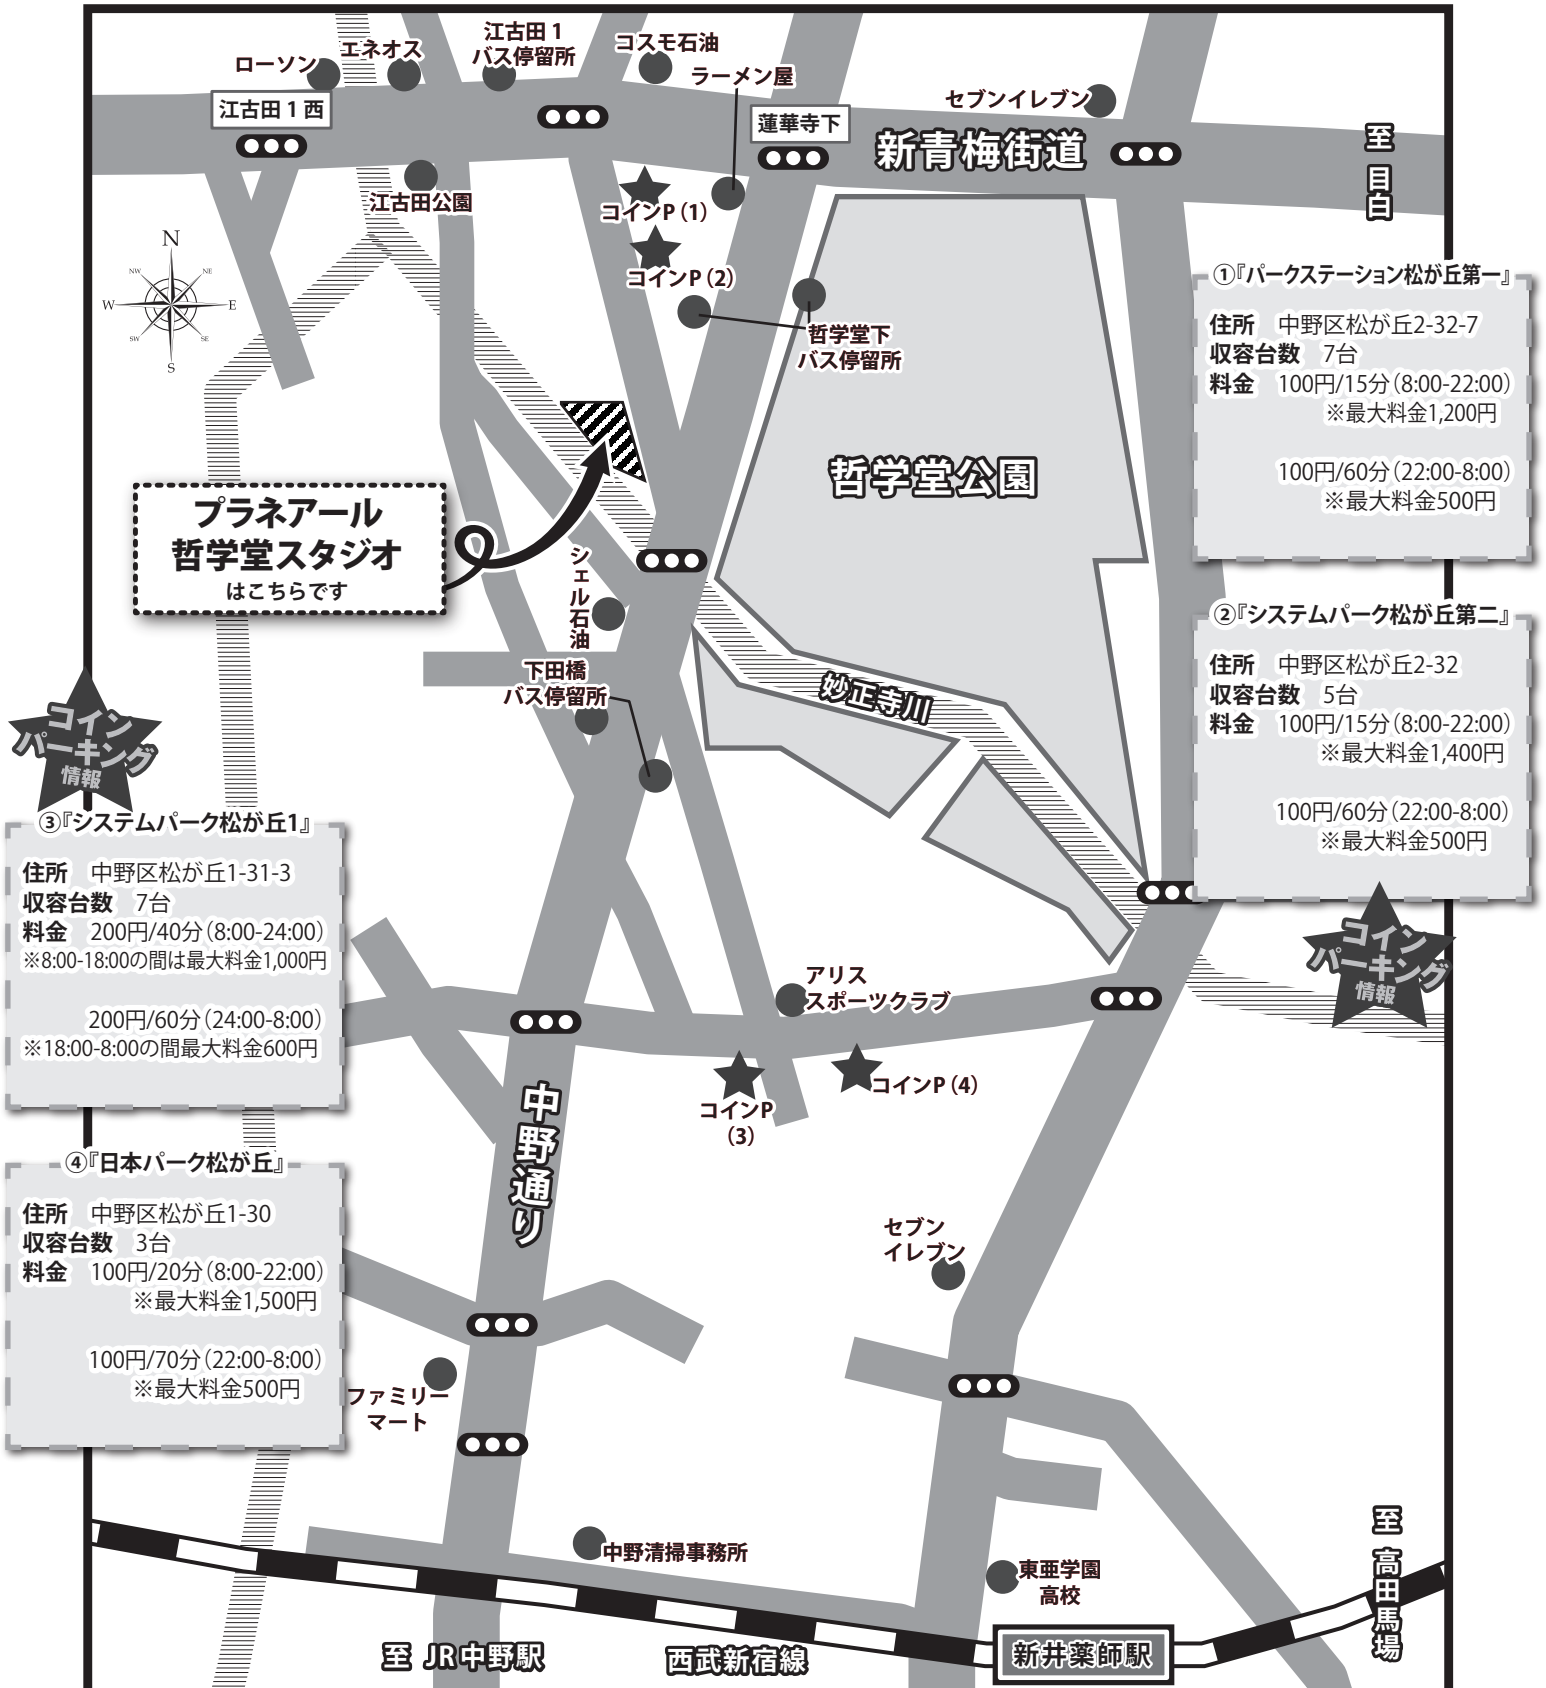 江古田1
バス停留所
コスモ石油
エネオス
ローソン
ラーメン屋
セブンイレブン
江古田1西
蓮華寺下
新青梅街道
至 目白
江古田公園
コインP(1)
コインP(2)
N
NW
NE
W
E
SW
SE
S
哲学堂下
バス停留所
哲学堂公園
プラネアール
哲学堂スタジオ
はこちらです
シェル石油
下田橋
バス停留所
妙正寺川
①『パークステーション松が丘第一』
住所 中野区松が丘2-32-7
収容台数 7台
料金 100円/15分(8:00-22:00)
※最大料金1,200円
100円/60分(22:00-8:00)
※最大料金500円
②『システムパーク松が丘第二』
住所 中野区松が丘2-32
収容台数 5台
料金 100円/15分(8:00-22:00)
※最大料金1,400円
100円/60分(22:00-8:00)
※最大料金500円
コイン
パーキング
情報
コイン
パーキング
情報
③『システムパーク松が丘1』
住所 中野区松が丘1-31-3
収容台数 7台
料金 200円/40分(8:00-24:00)
※8:00-18:00の間は最大料金1,000円
200円/60分(24:00-8:00)
※18:00-8:00の間最大料金600円
④『日本パーク松が丘』
住所 中野区松が丘1-30
収容台数 3台
料金 100円/20分(8:00-22:00)
※最大料金1,500円
100円/70分(22:00-8:00)
※最大料金500円
アリス
スポーツクラブ
コインP
(3)
コインP(4)
中野通り
セブン
イレブン
ファミリー
マート
中野清掃事務所
東亜学園
高校
至 高田馬場
至 JR中野駅
西武新宿線
新井薬師駅